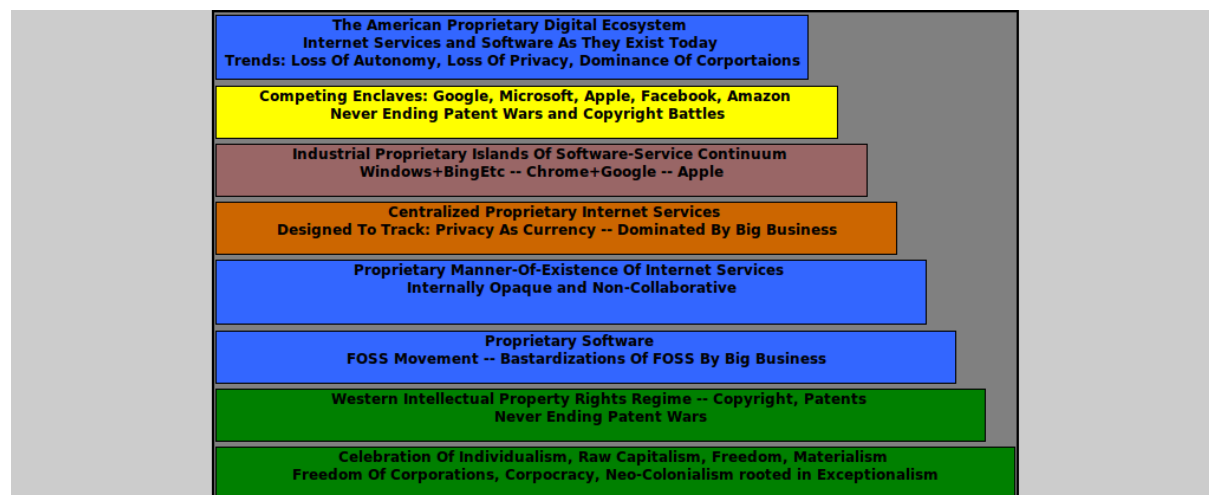 The American Proprietary Digital Ecosystem
Internet Services and Software As They Exist Today
Trends: Loss Of Autonomy, Loss Of Privacy, Dominance Of Corportaions
Competing Enclaves: Google, Microsoft, Apple, Facebook, Amazon
Never Ending Patent Wars and Copyright Battles
Industrial Proprietary Islands Of Software-Service Continuum
Windows+BingEtc -- Chrome+Google -- Apple
Centralized Proprietary Internet Services
Designed To Track: Privacy As Currency -- Dominated By Big Business
Proprietary Manner-Of-Existence Of Internet Services
Internally Opaque and Non-Collaborative
Proprietary Software
FOSS Movement -- Bastardizations Of FOSS By Big Business
Western Intellectual Property Rights Regime -- Copyright, Patents
Never Ending Patent Wars
Celebration Of Individualism, Raw Capitalism, Freedom, Materialism
Freedom Of Corporations, Corpocracy, Neo-Colonialism rooted in Exceptionalism